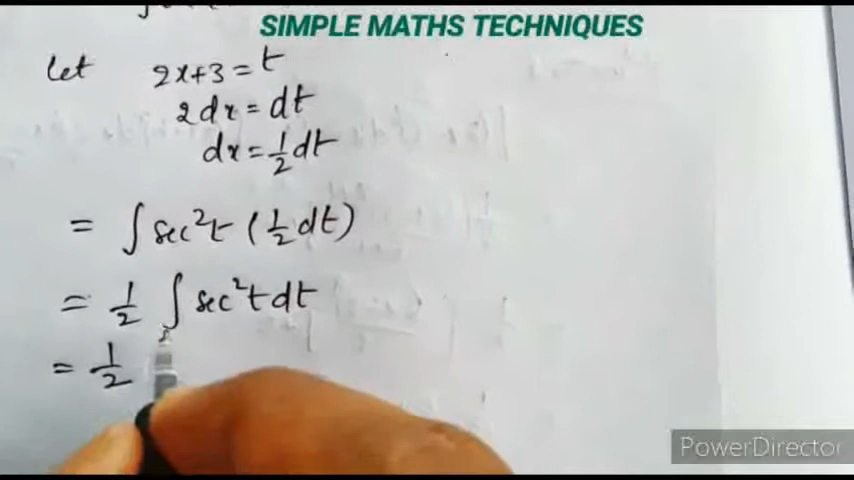 SIMPLE MATHS TECHNIQUES
let 2x+3 = t
2dx = dt
dx = 1/2 dt
= ∫ sec²t (1/2 dt)
= 1/2 ∫ sec²t dt
= 1/2
PowerDirector